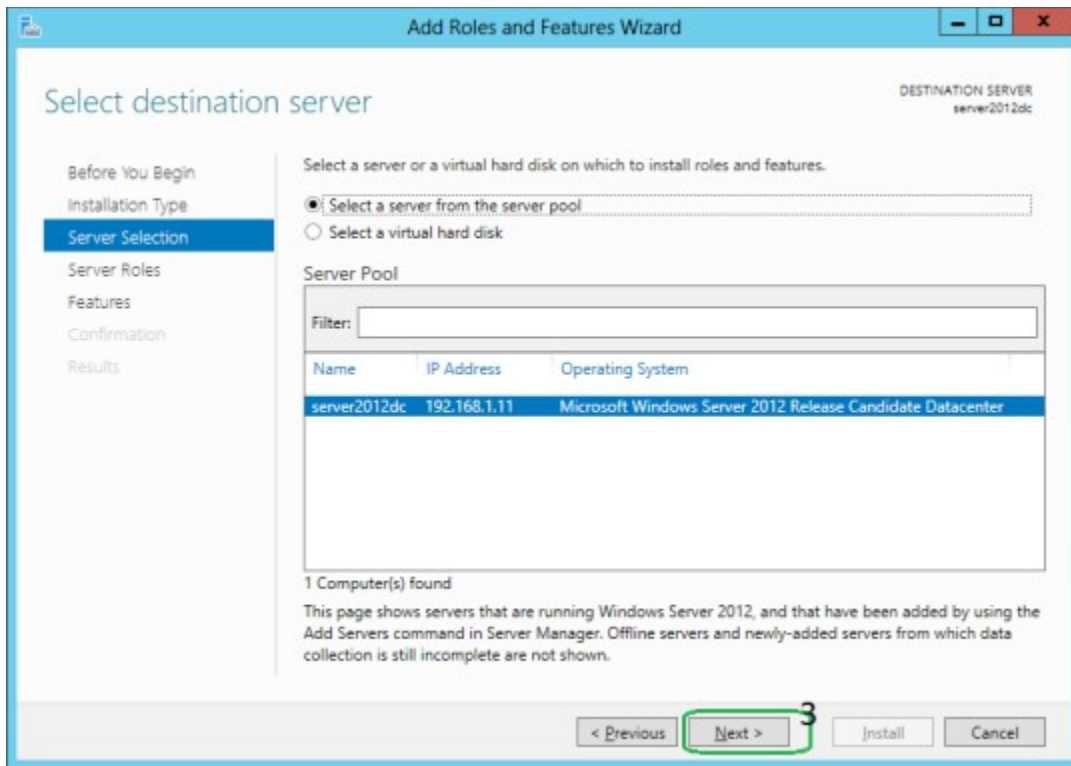 Add Roles and Features Wizard
Select destination server
DESTINATION SERVER
server2012dc
Before You Begin
Installation Type
Server Selection
Server Roles
Features
Confirmation
Results
Select a server or a virtual hard disk on which to install roles and features.
Select a server from the server pool
Select a virtual hard disk
Server Pool
Filter:
Name IP Address Operating System
server2012dc 192.168.1.11 Microsoft Windows Server 2012 Release Candidate Datacenter
1 Computer(s) found
This page shows servers that are running Windows Server 2012, and that have been added by using the
Add Servers command in Server Manager. Offline servers and newly-added servers from which data
collection is still incomplete are not shown.
3
< Previous Next > Install Cancel